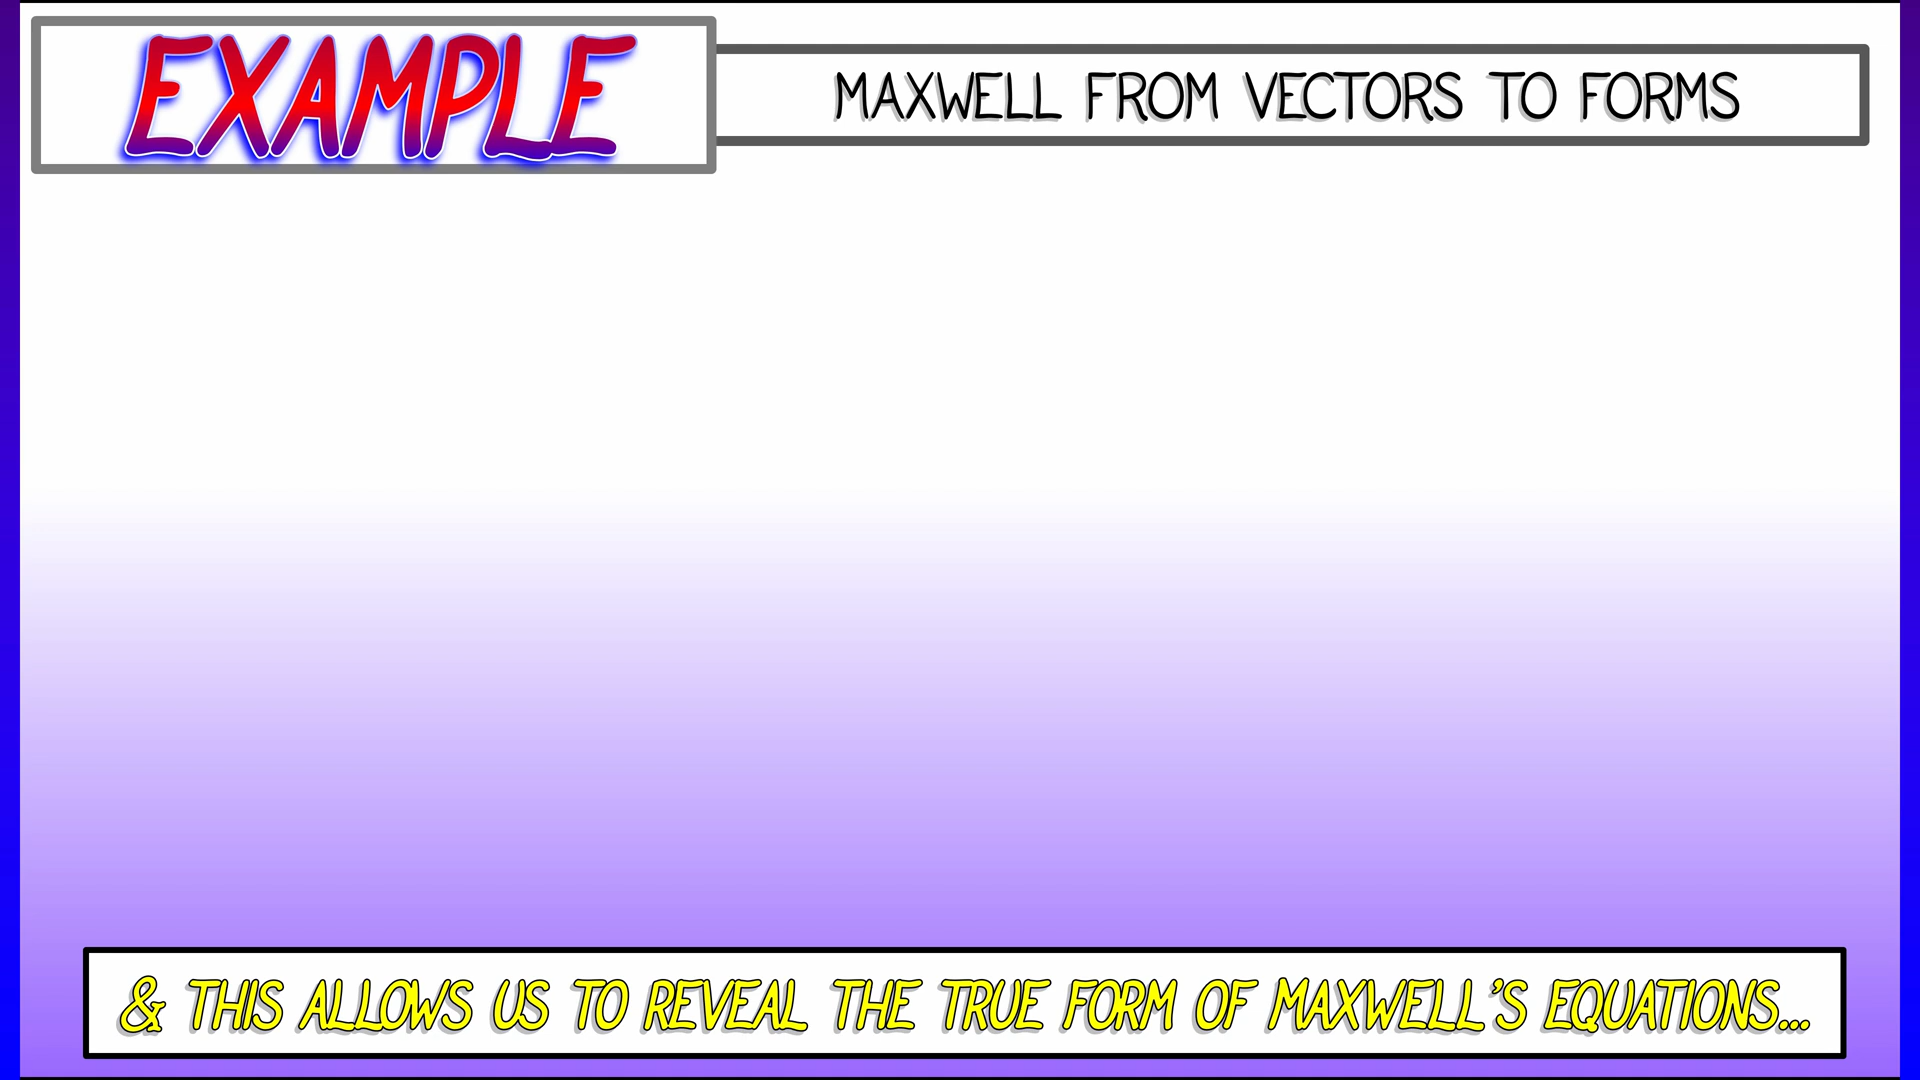 EXAMPLE
MAXWELL FROM VECTORS TO FORMS
& THIS ALLOWS US TO REVEAL THE TRUE FORM OF MAXWELL'S EQUATIONS...